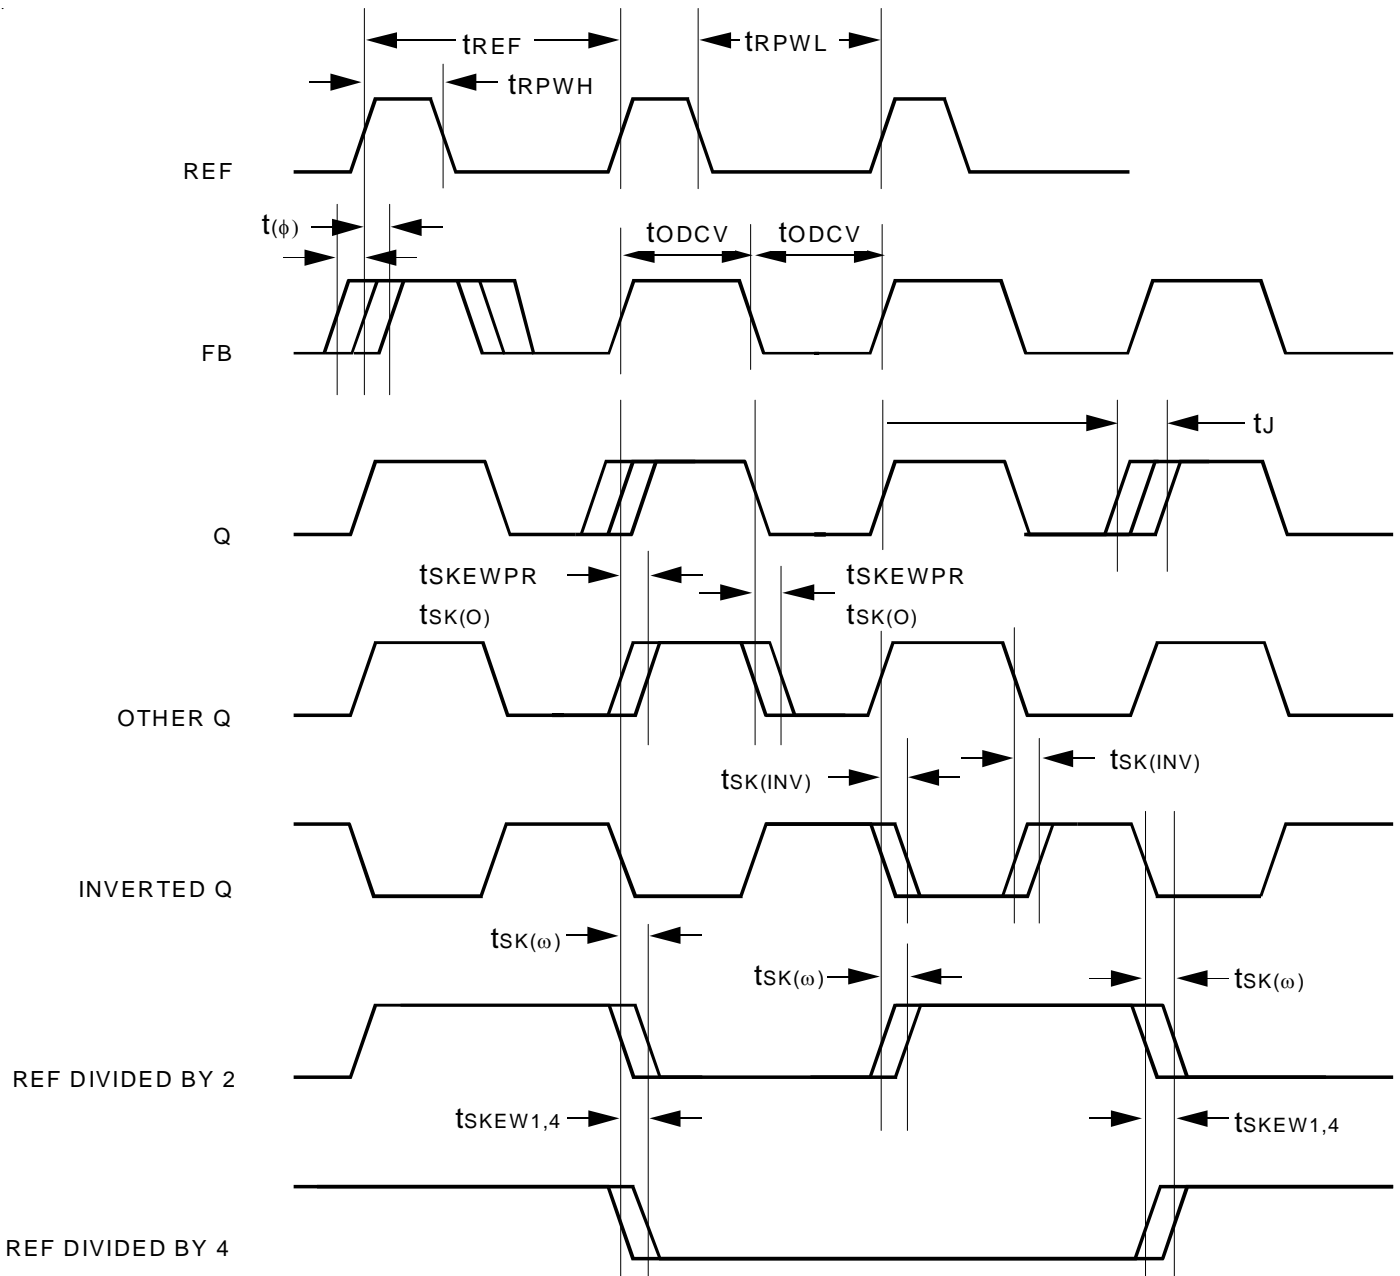 tREF
tRPWL
tRPWH
REF
t(ϕ)
tODCV
tODCV
FB
tJ
Q
tSKEWPR
tSK(O)
tSKEWPR
tSK(O)
OTHER Q
tSK(INV)
tSK(INV)
INVERTED Q
tSK(ω)
tSK(ω)
tSK(ω)
REF DIVIDED BY 2
tSKEW1,4
tSKEW1,4
REF DIVIDED BY 4